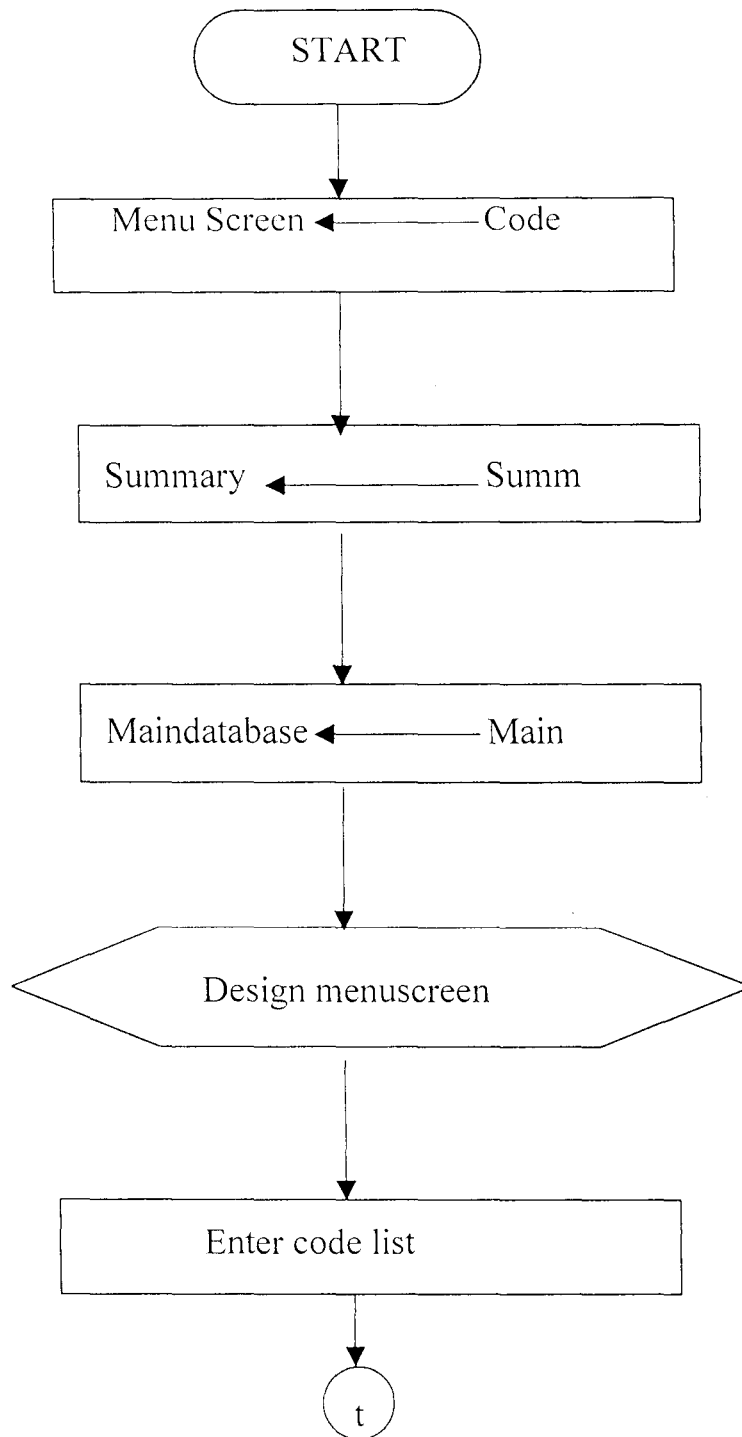 START
Menu Screen Code
Summary Summ
Maindatabase Main
Design menuscreen
Enter code list
t